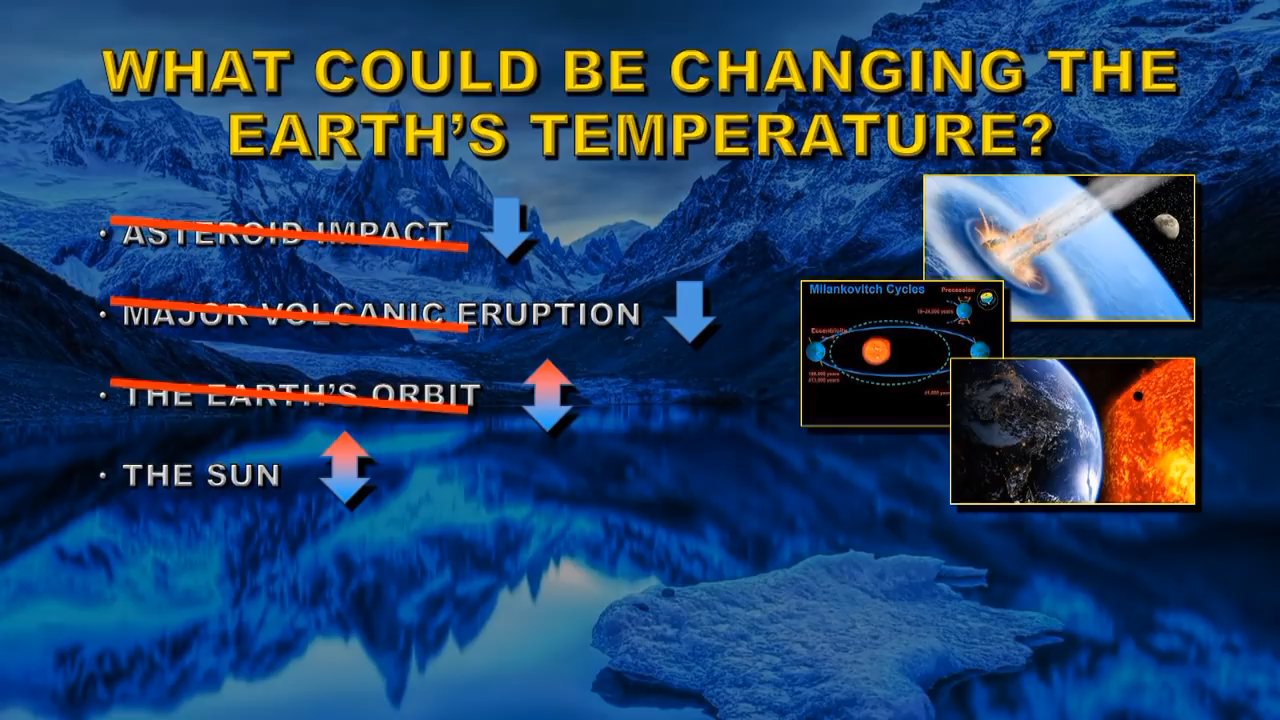 WHAT COULD BE CHANGING THE
EARTH'S TEMPERATURE?
• ASTEROID IMPACT
• MAJOR VOLCANIC ERUPTION
• THE EARTH'S ORBIT
• THE SUN
Milankovitch Cycles
Precession
Eccentricity